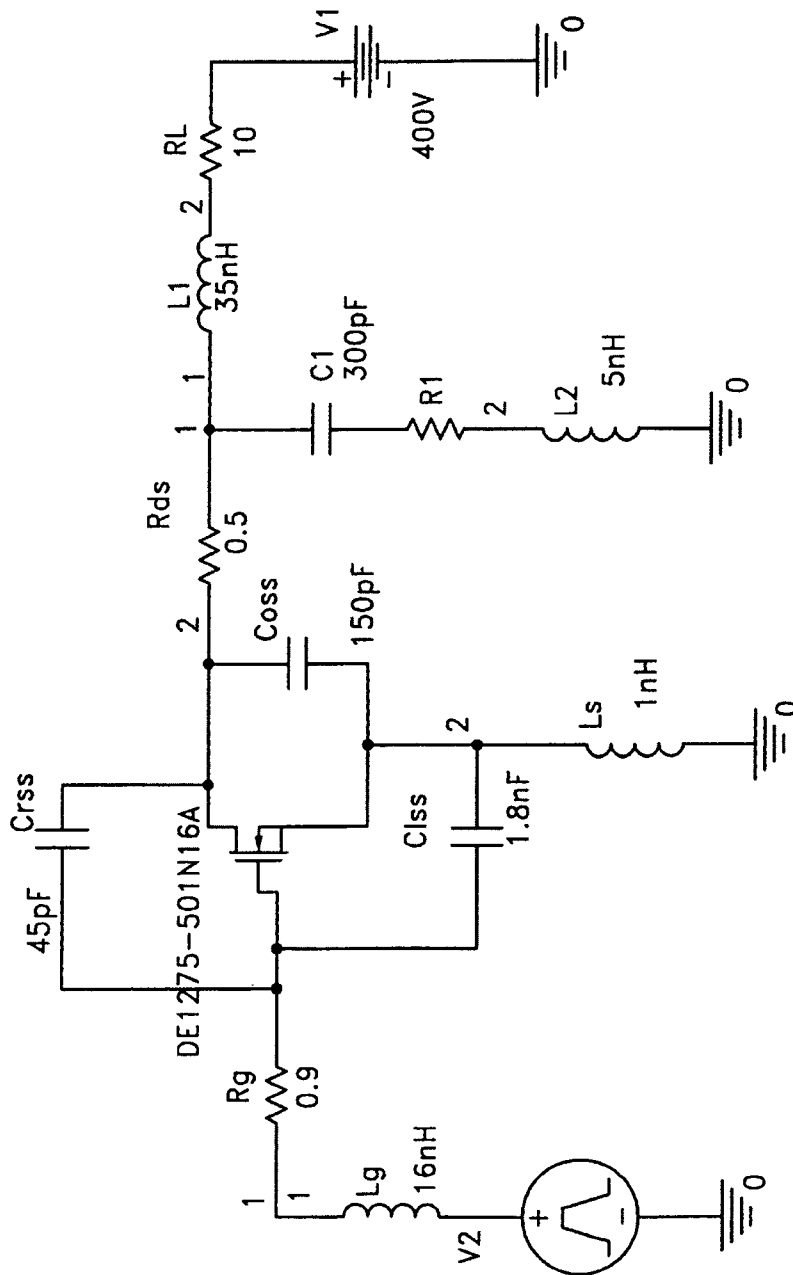 45pF
Crss
DE1275-501N16A
Rg
0.9
1
1
Lg
16nH
V2
+
-
0
2
Coss
150pF
CIss
1.8nF
2
Ls
1nH
0
Rds
0.5
1
1
L1
35nH
2
RL
10
C1
300pF
R1
2
L2
5nH
0
V1
+
-
400V
0